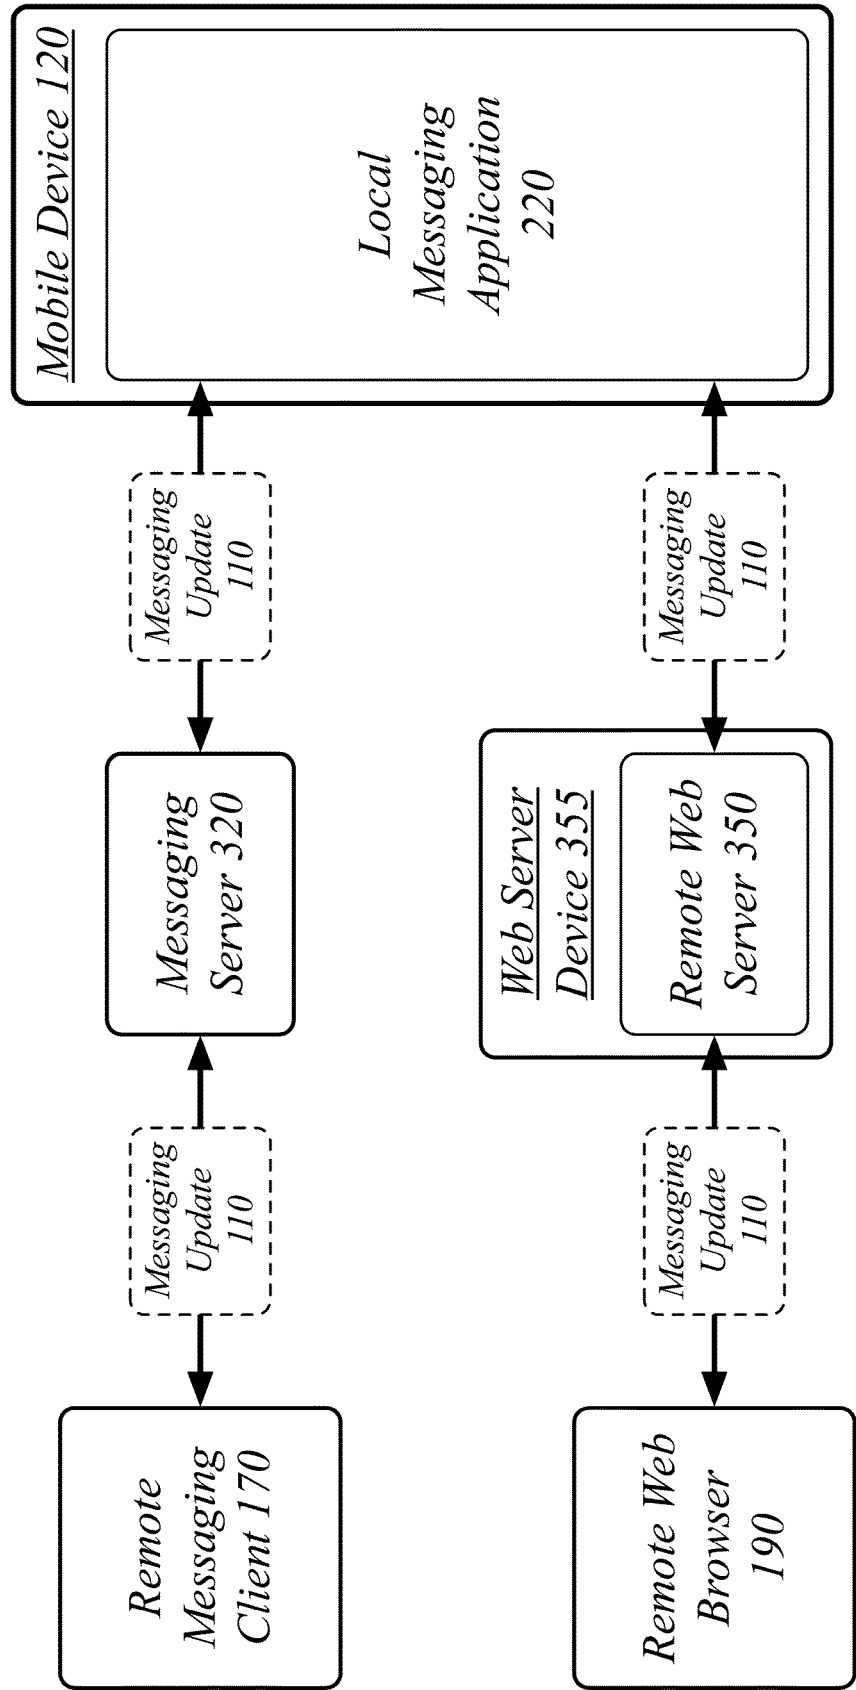 Mobile Device 120
Local
Messaging
Application
220
Messaging
Update
110
Messaging
Update
110
Messaging
Server 320
Web Server
Device 355
Remote Web
Server 350
Messaging
Update
110
Messaging
Update
110
Remote
Messaging
Client 170
Remote Web
Browser
190